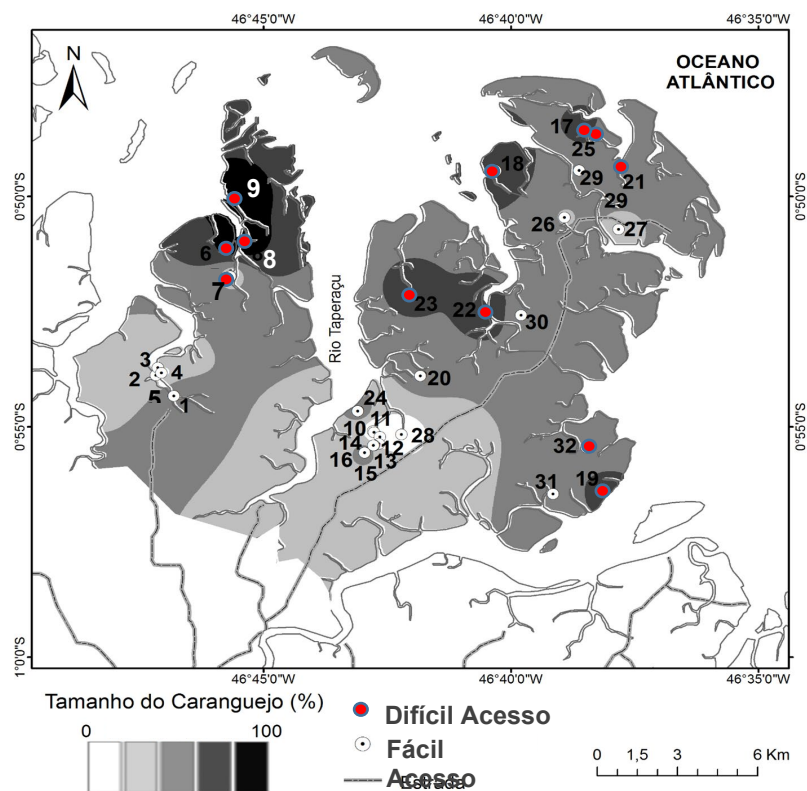 46°45'0"W 46°40'0"W 46°35'0"W
N
OCEANO
ATLÂNTICO
17
25
18
29
21
0°50'0"S
9
29
0°50'0"S
26
27
6
8
8
7
Rio Taperaçu
23
22
30
3
4
2
20
5
1
24
0°55'0"S
11
10
28
0°55'0"S
14
12
32
16
13
15
31
19
1°0'0"S
1°0'0"S
46°45'0"W 46°40'0"W 46°35'0"W
Tamanho do Caranguejo (%)
0 100
Difícil Acesso
Fácil
Acesso
Estrada
0 1,5 3 6 Km